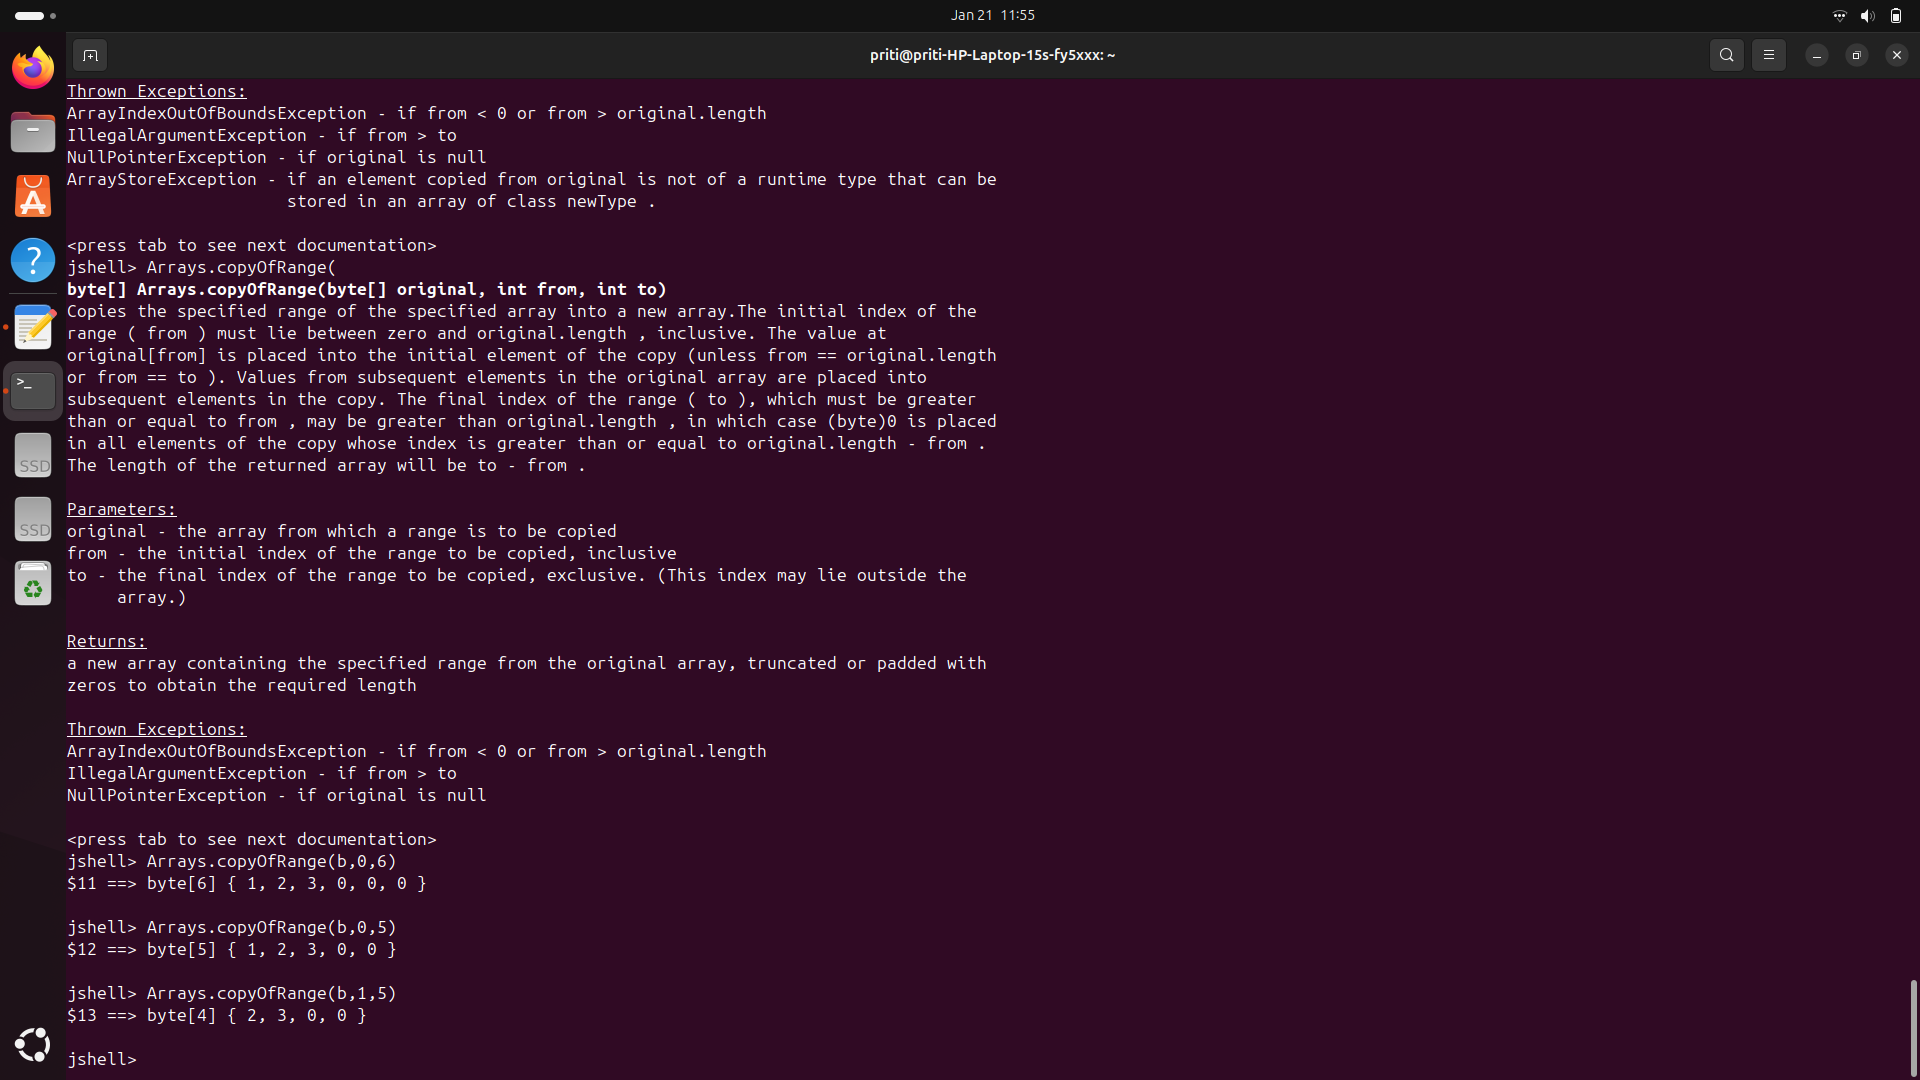 Jan 21 11:55
priti@priti-HP-Laptop-15s-fy5xxx: ~
Thrown Exceptions:
ArrayIndexOutOfBoundsException - if from < 0 or from > original.length
IllegalArgumentException - if from > to
NullPointerException - if original is null
ArrayStoreException - if an element copied from original is not of a runtime type that can be
stored in an array of class newType .
<press tab to see next documentation>
jshell> Arrays.copyOfRange(
byte[] Arrays.copyOfRange(byte[] original, int from, int to)
Copies the specified range of the specified array into a new array.The initial index of the
range ( from ) must lie between zero and original.length , inclusive. The value at
original[from] is placed into the initial element of the copy (unless from == original.length
or from == to ). Values from subsequent elements in the original array are placed into
subsequent elements in the copy. The final index of the range ( to ), which must be greater
than or equal to from , may be greater than original.length , in which case (byte)0 is placed
in all elements of the copy whose index is greater than or equal to original.length - from .
The length of the returned array will be to - from .
Parameters:
original - the array from which a range is to be copied
from - the initial index of the range to be copied, inclusive
to - the final index of the range to be copied, exclusive. (This index may lie outside the
array.)
Returns:
a new array containing the specified range from the original array, truncated or padded with
zeros to obtain the required length
Thrown Exceptions:
ArrayIndexOutOfBoundsException - if from < 0 or from > original.length
IllegalArgumentException - if from > to
NullPointerException - if original is null
<press tab to see next documentation>
jshell> Arrays.copyOfRange(b,0,6)
$11 ==> byte[6] { 1, 2, 3, 0, 0, 0 }
jshell> Arrays.copyOfRange(b,0,5)
$12 ==> byte[5] { 1, 2, 3, 0, 0 }
jshell> Arrays.copyOfRange(b,1,5)
$13 ==> byte[4] { 2, 3, 0, 0 }
jshell>
SSD
SSD